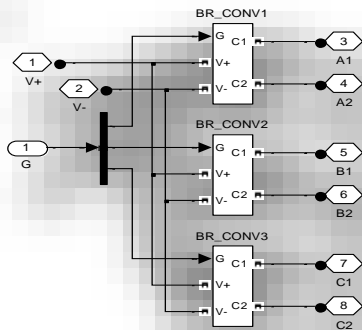 BR_CONV1
1
V+
2
V-
1
G
G
V+
V-
C1
C2
3
A1
4
A2
BR_CONV2
G
V+
V-
C1
C2
5
B1
6
B2
BR_CONV3
G
V+
V-
C1
C2
7
C1
8
C2